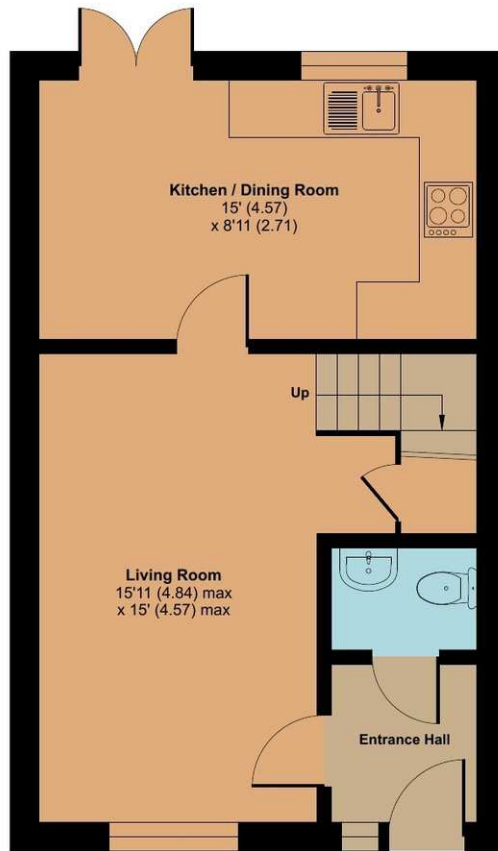 Kitchen / Dining Room
15' (4.57)
x 8'11 (2.71)
Up
Living Room
15'11 (4.84) max
x 15' (4.57) max
Entrance Hall